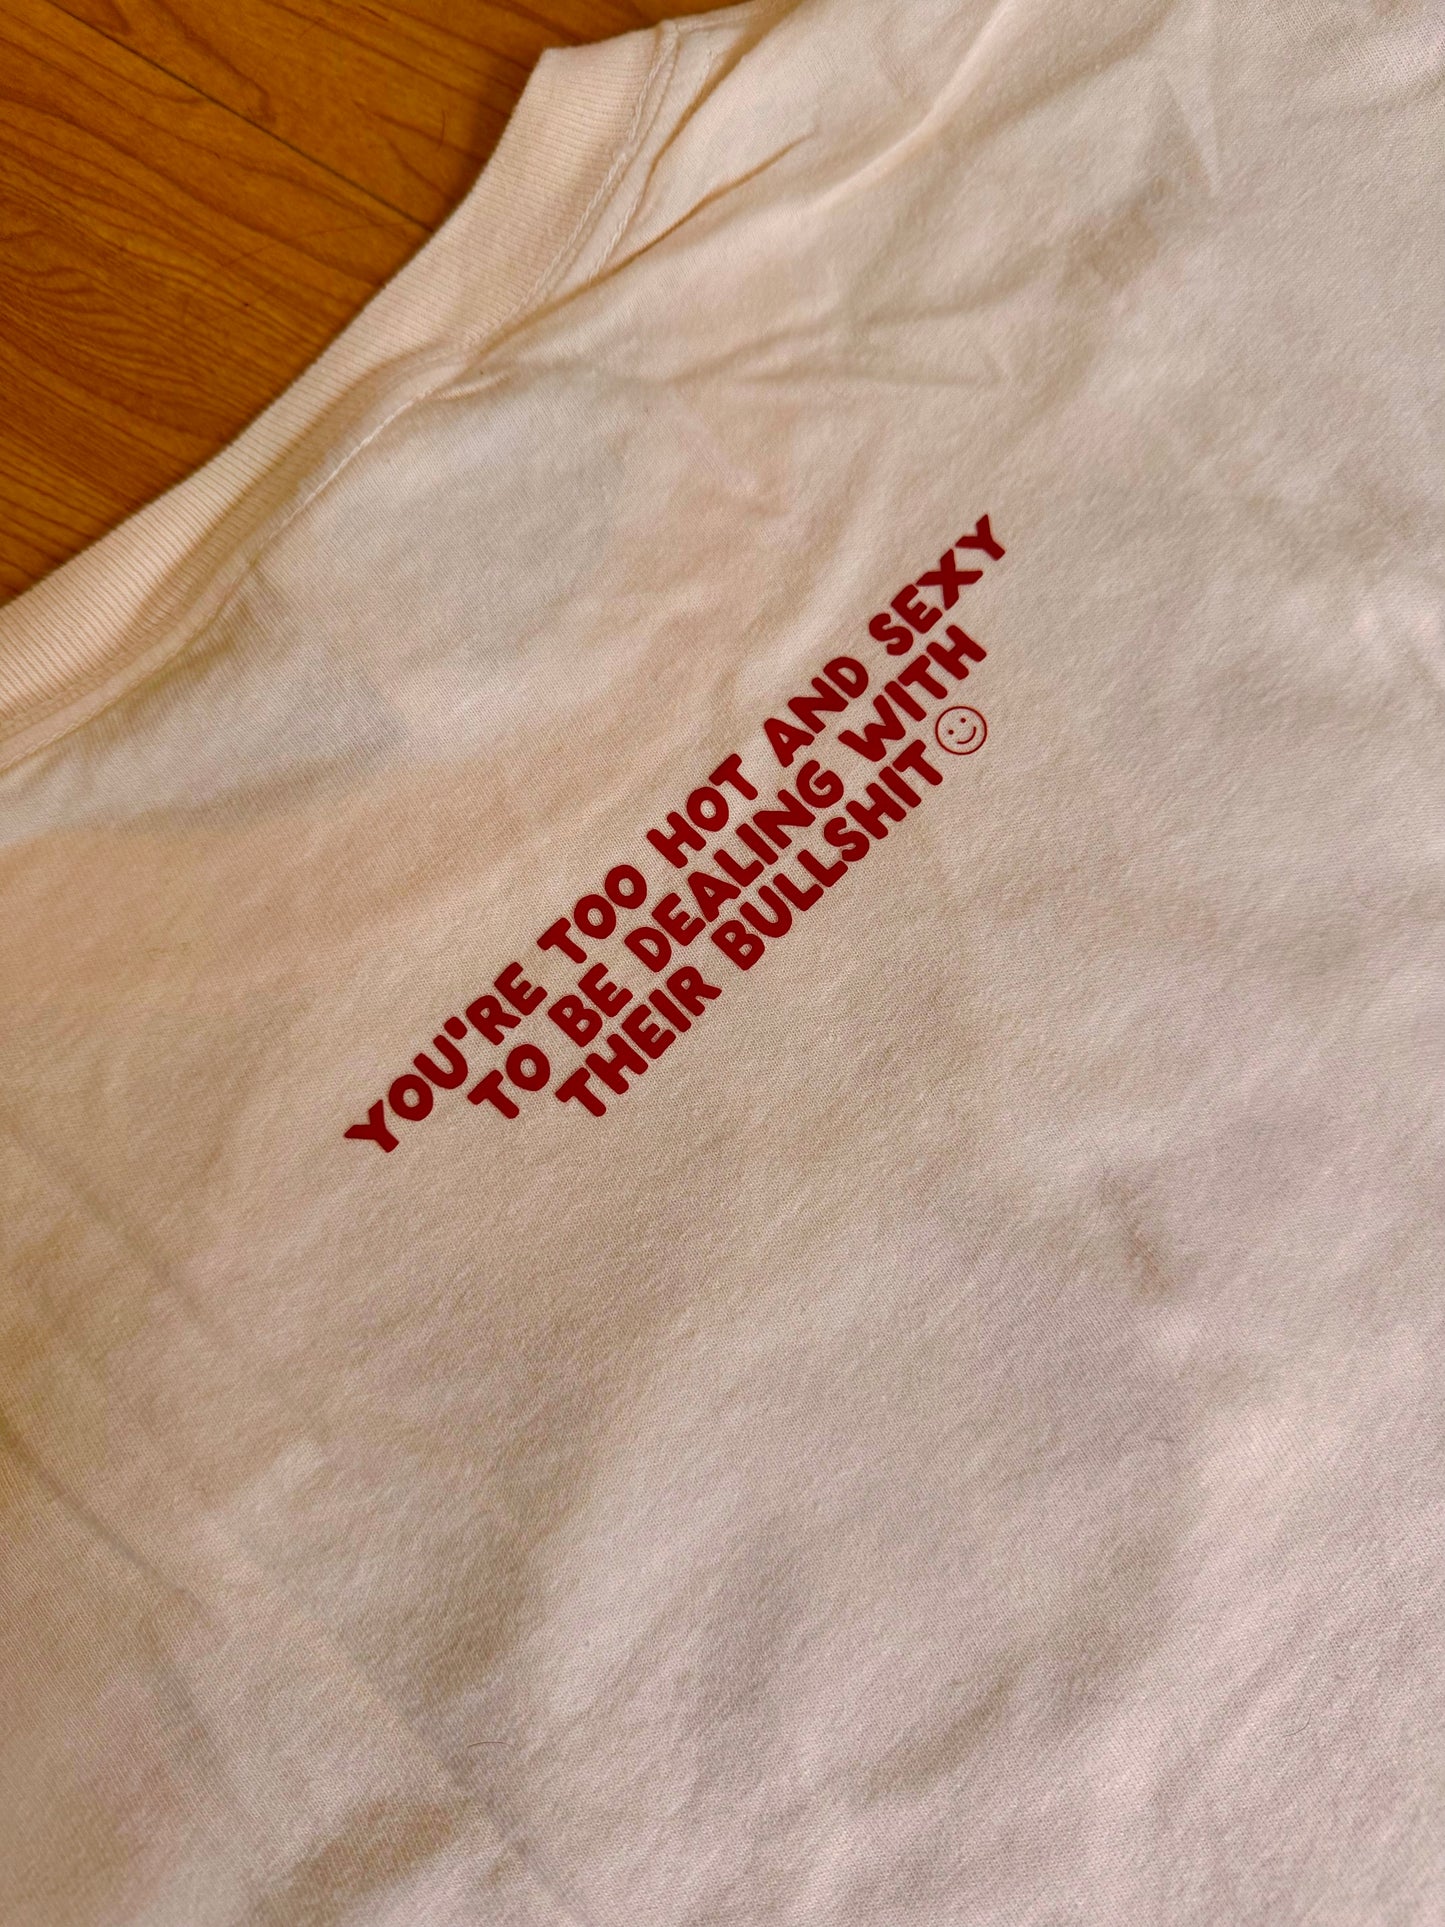 YOU'RE TOO HOT AND SEXY
TO BE DEALING WITH
THEIR BULLSHIT